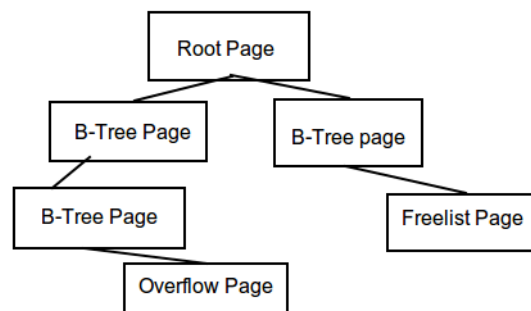 Root Page
B-Tree Page
B-Tree page
B-Tree Page
Freelist Page
Overflow Page